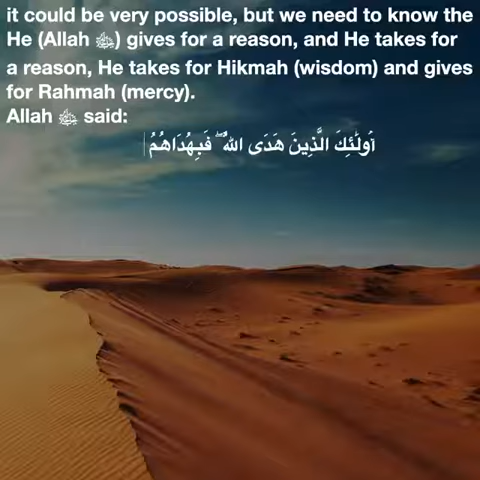 it could be very possible, but we need to know the
He (Allah ﷻ) gives for a reason, and He takes for
a reason, He takes for Hikmah (wisdom) and gives
for Rahmah (mercy).
Allah ﷻ said:
أُولَٰئِكَ الَّذِينَ هَدَى اللَّهُ ۖ فَبِهُدَاهُمُ